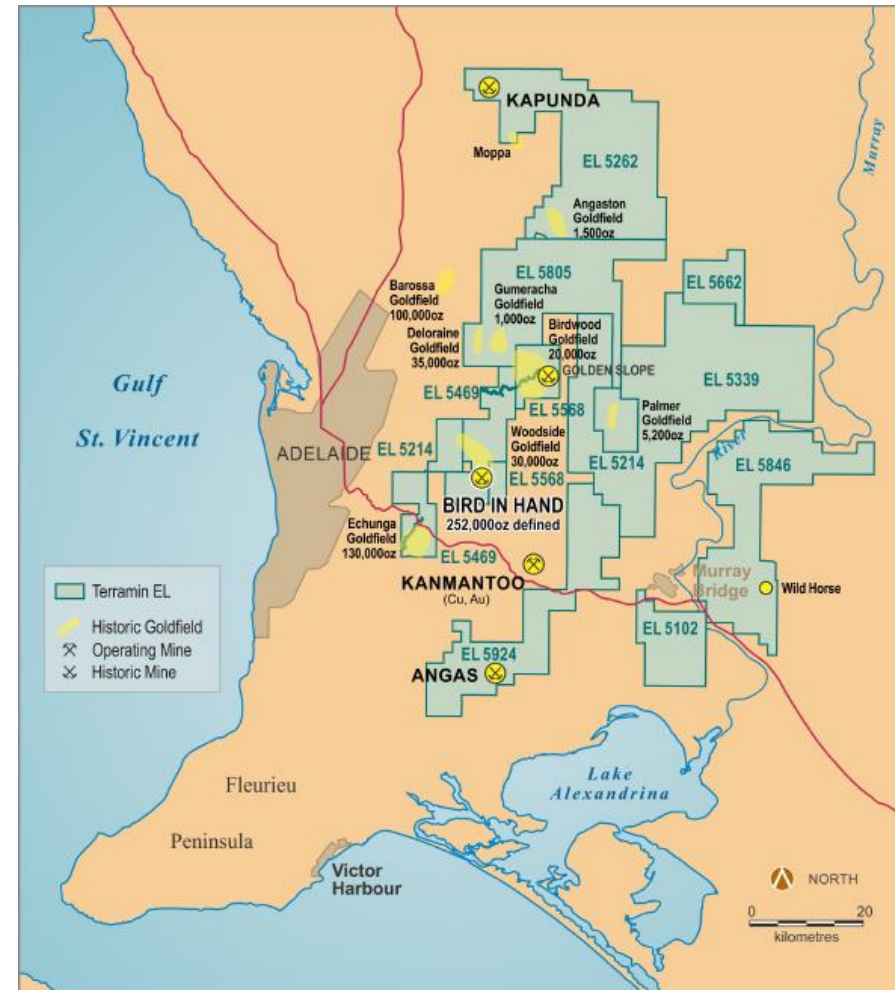 KAPUNDA
Moppa
EL 5262
Murray
Angaston
Goldfield
1,500oz
EL 5805
EL 5662
Barossa
Goldfield
100,000oz
Gumeracha
Goldfield
1,000oz
Deloraine
Goldfield
35,000oz
Birdwood
Goldfield
20,000oz
GOLDEN SLOPE
Gulf
St. Vincent
EL 5469
EL 5568
EL 5339
Palmer
Goldfield
5,200oz
ADELAIDE
EL 5214
Woodside
Goldfield
30,000oz
EL 5568
EL 5214
River
EL 5846
BIRD IN HAND
252,000oz defined
Echunga
Goldfield
130,000oz
EL 5469
KANMANTOO
(Cu, Au)
Murray
Bridge
Wild Horse
Terramin EL
Historic Goldfield
Operating Mine
Historic Mine
EL 5102
EL 5924
ANGAS
Lake
Alexandrina
Fleurieu
Peninsula
Victor
Harbour
NORTH
0 20
kilometres